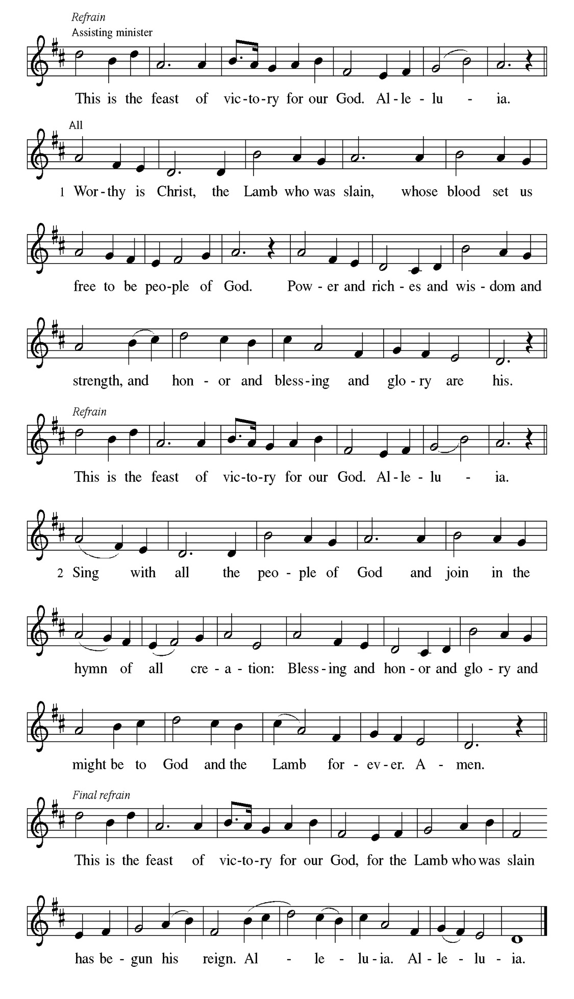 Refrain
Assisting minister
This is the feast of vic-to-ry for our God. Al-le-lu-ia.
All
1 Wor-thy is Christ, the Lamb who was slain, whose blood set us
free to be peo-ple of God. Pow-er and rich-es and wis-dom and
strength, and hon-or and bless-ing and glo-ry are his.
Refrain
This is the feast of vic-to-ry for our God. Al-le-lu-ia.
2 Sing with all the peo-ple of God and join in the
hymn of all cre-a-tion: Bless-ing and hon-or and glo-ry and
might be to God and the Lamb for-ev-er. A-men.
Final refrain
This is the feast of vic-to-ry for our God, for the Lamb who was slain
has be-gun his reign. Al-le-lu-ia. Al-le-lu-ia.